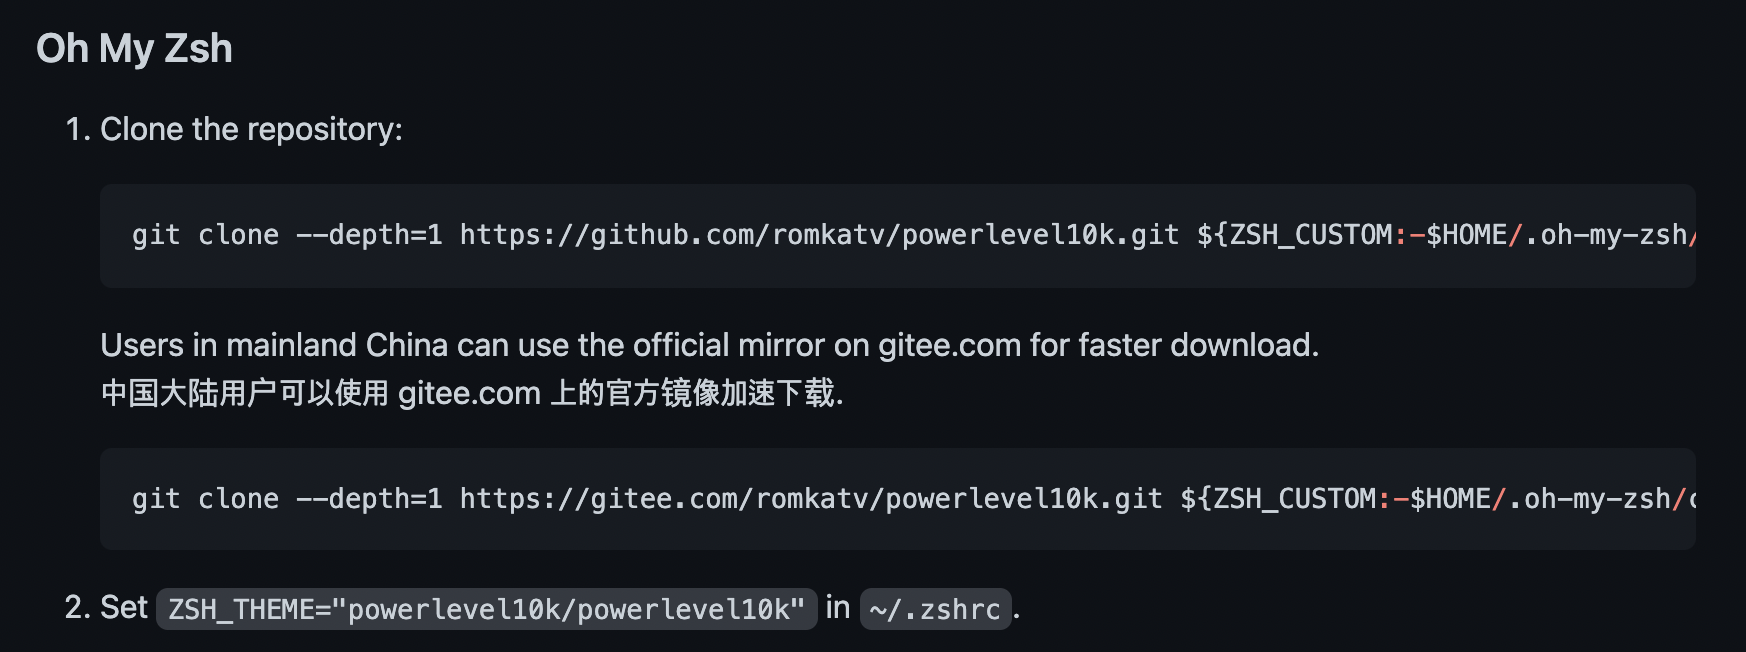 Oh My Zsh
1. Clone the repository:
git clone --depth=1 https://github.com/romkatv/powerlevel10k.git ${ZSH_CUSTOM:-$HOME/.oh-my-zsh/
Users in mainland China can use the official mirror on gitee.com for faster download.
中国大陆用户可以使用 gitee.com 上的官方镜像加速下载.
git clone --depth=1 https://gitee.com/romkatv/powerlevel10k.git ${ZSH_CUSTOM:-$HOME/.oh-my-zsh/
2. Set ZSH_THEME="powerlevel10k/powerlevel10k" in ~/.zshrc.